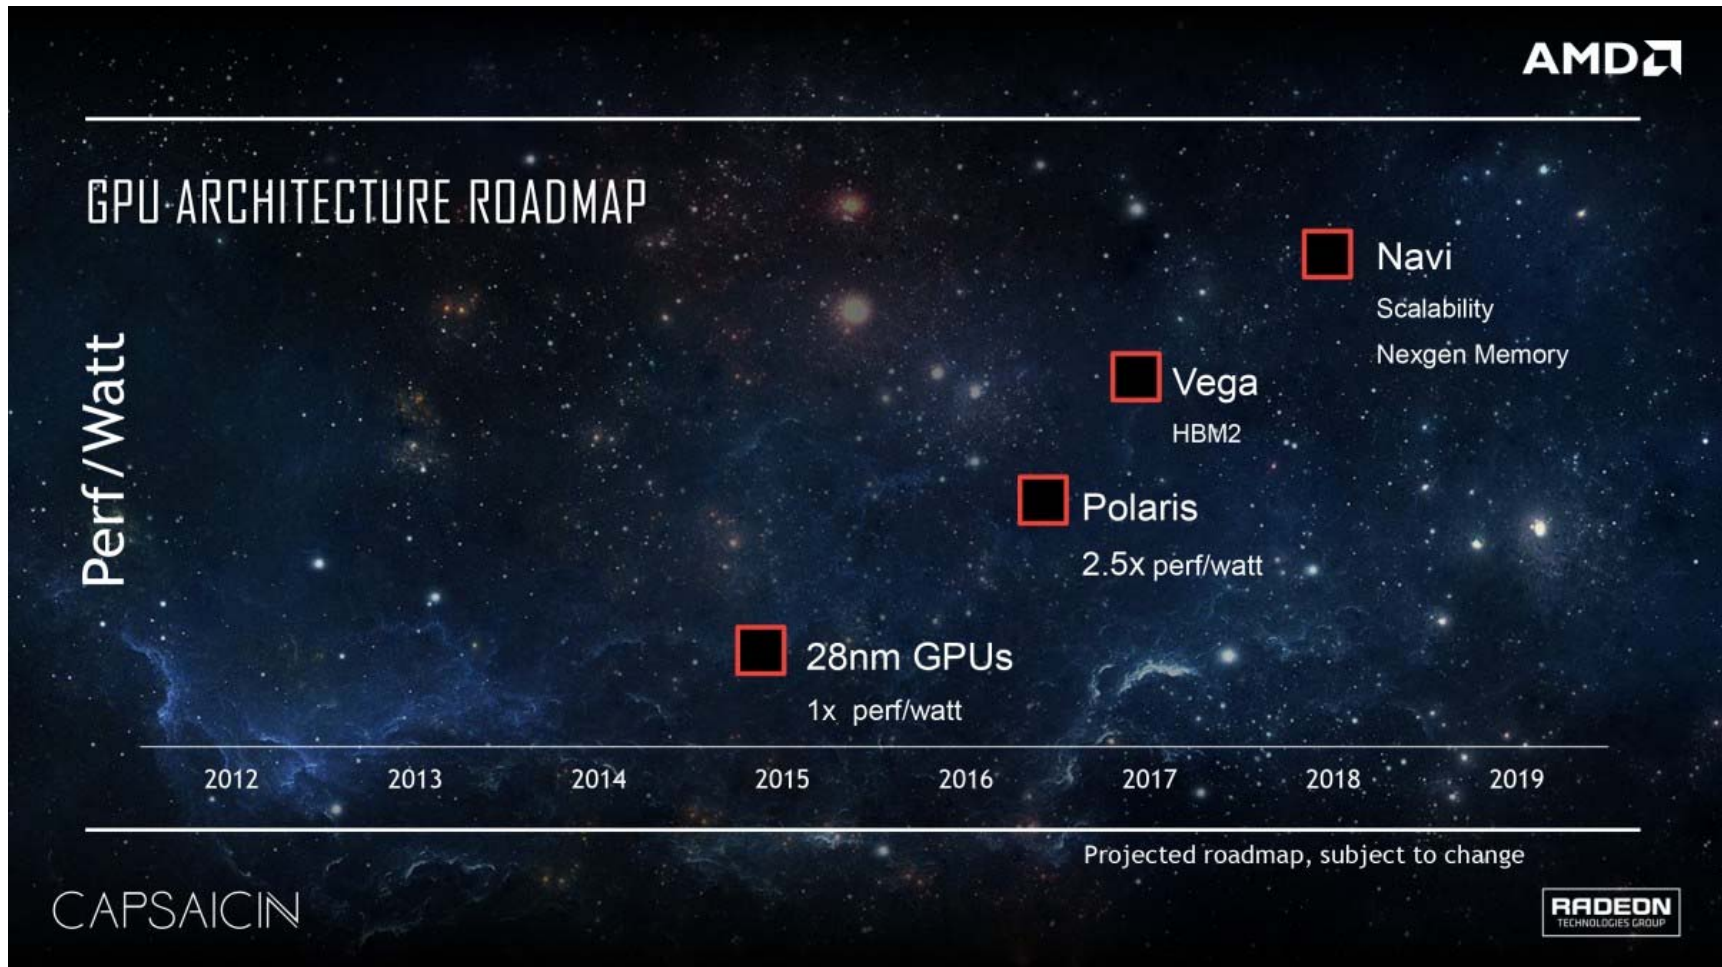 AMD
GPU ARCHITECTURE ROADMAP
Perf/Watt
Navi
Scalability
Nexgen Memory
Vega
HBM2
Polaris
2.5x perf/watt
28nm GPUs
1x perf/watt
2012 2013 2014 2015 2016 2017 2018 2019
Projected roadmap, subject to change
CAPSAICIN
RADEON
TECHNOLOGIES GROUP